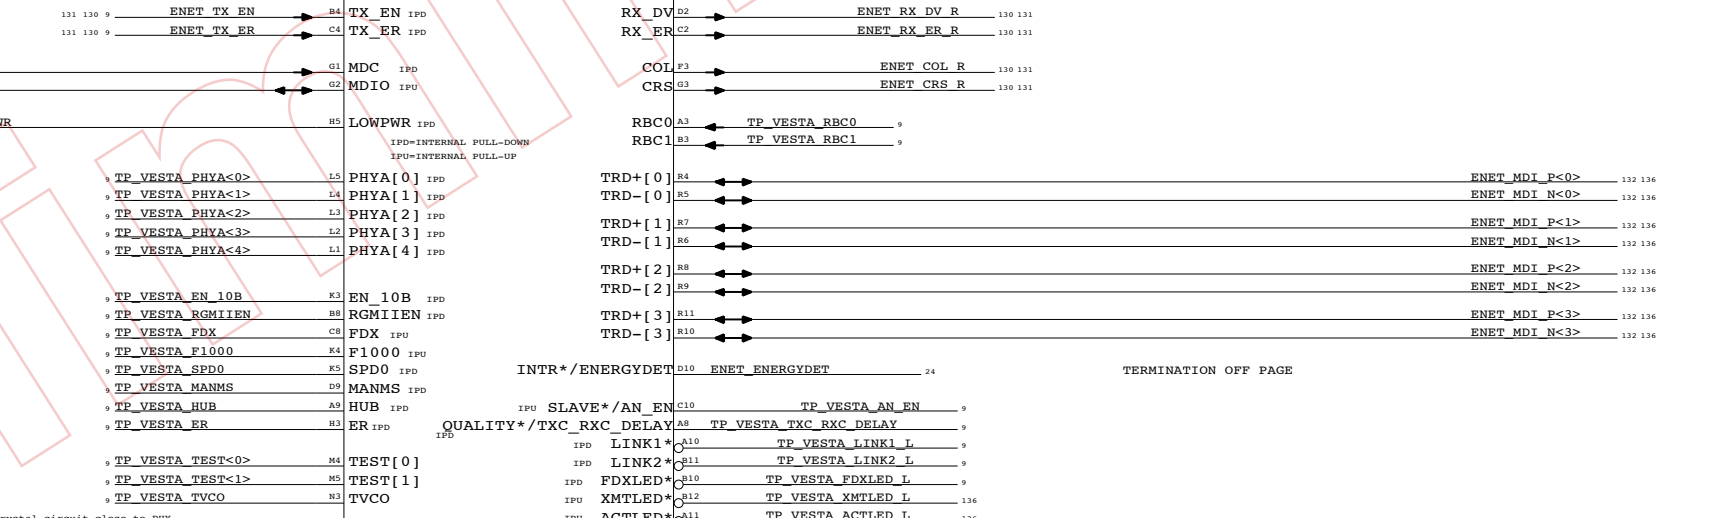 131 130 9 ENET_TX_EN B4 TX_EN IPD RX_DV D2 ENET_RX_DV_R 130 131
131 130 9 ENET_TX_ER C4 TX_ER IPD RX_ER C2 ENET_RX_ER_R 130 131
G1 MDC IPD COL F3 ENET_COL_R 130 131
G2 MDIO IPU CRS G3 ENET_CRS_R 130 131
WR H5 LOWPWR IPD RBC0 A3 TP_VESTA_RBC0 9
IPD=INTERNAL PULL-DOWN RBC1 B3 TP_VESTA_RBC1 9
IPU=INTERNAL PULL-UP
9 TP_VESTA_PHYA<0> L5 PHYA[0] IPD TRD+[0] R4 ENET_MDI_P<0> 132 136
9 TP_VESTA_PHYA<1> L4 PHYA[1] IPD TRD-[0] R5 ENET_MDI_N<0> 132 136
9 TP_VESTA_PHYA<2> L3 PHYA[2] IPD TRD+[1] R7 ENET_MDI_P<1> 132 136
9 TP_VESTA_PHYA<3> L2 PHYA[3] IPD TRD-[1] R6 ENET_MDI_N<1> 132 136
9 TP_VESTA_PHYA<4> L1 PHYA[4] IPD
TRD+[2] R8 ENET_MDI_P<2> 132 136
TRD-[2] R9 ENET_MDI_N<2> 132 136
9 TP_VESTA_EN_10B K3 EN_10B IPD
9 TP_VESTA_RGMIIEN B8 RGMIIEN IPD TRD+[3] R11 ENET_MDI_P<3> 132 136
9 TP_VESTA_FDX C8 FDX IPU TRD-[3] R10 ENET_MDI_N<3> 132 136
9 TP_VESTA_F1000 K4 F1000 IPU
9 TP_VESTA_SPD0 K5 SPD0 IPD INTR*/ENERGYDET D10 ENET_ENERGYDET 24 TERMINATION OFF PAGE
9 TP_VESTA_MANMS D9 MANMS IPD
9 TP_VESTA_HUB A9 HUB IPD IPU SLAVE*/AN_EN C10 TP_VESTA_AN_EN 9
9 TP_VESTA_ER H3 ER IPD QUALITY*/TXC_RXC_DELAY A8 TP_VESTA_TXC_RXC_DELAY 9
IPD
IPD LINK1* A10 TP_VESTA_LINK1_L 9
9 TP_VESTA_TEST<0> M4 TEST[0] IPD LINK2* B11 TP_VESTA_LINK2_L 9
9 TP_VESTA_TEST<1> M5 TEST[1] IPD FDXLED* B10 TP_VESTA_FDXLED_L 9
9 TP_VESTA_TVCO N3 TVCO IPU XMTLED* B12 TP_VESTA_XMTLED_L 136
IPU ACTLED* A11 TP_VESTA_ACTLED_L 136